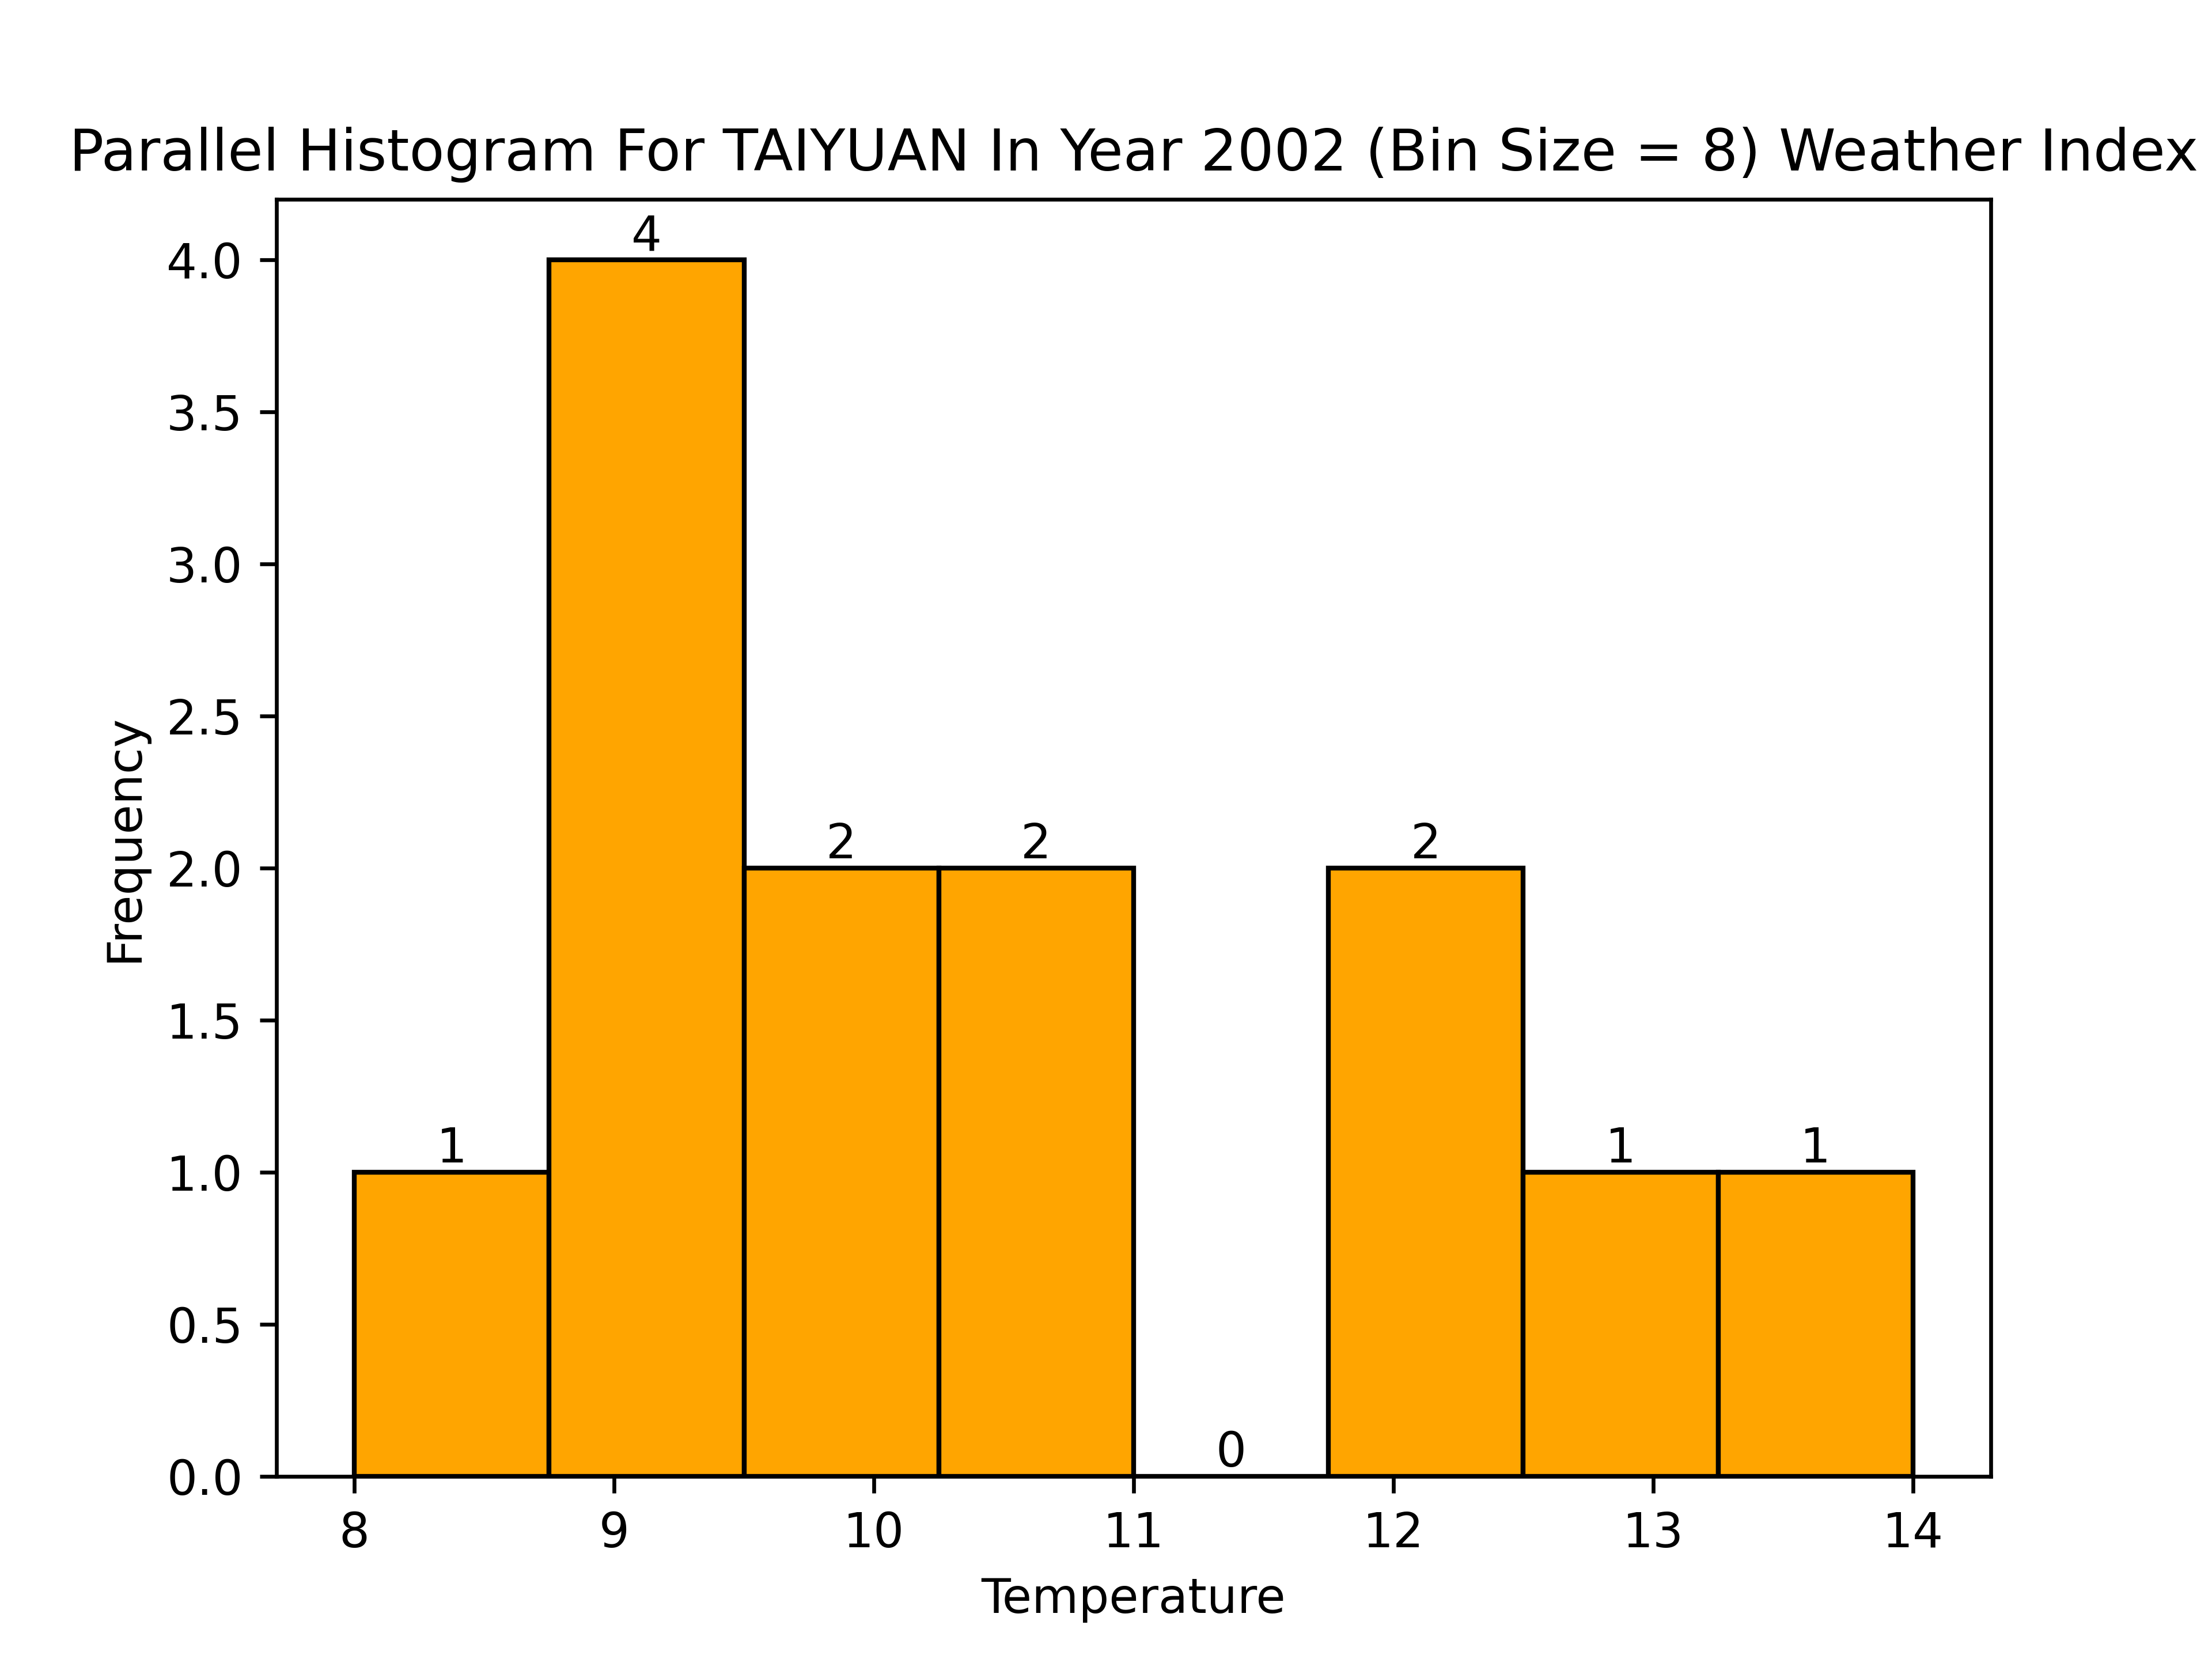 Parallel Histogram For TAIYUAN In Year 2002 (Bin Size = 8) Weather Index
4
4.0
3.5
3.0
2.5
2 2 2
2.0
1.5
1 1 1
1.0
0.5
0
0.0
Frequency
8 9 10 11 12 13 14
Temperature